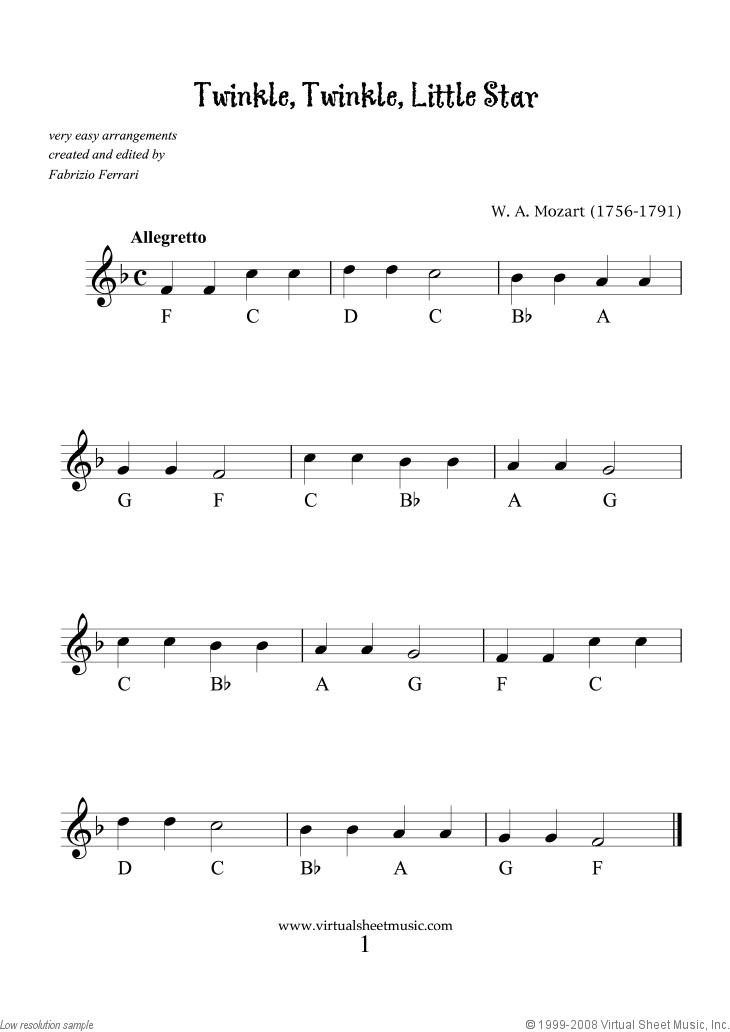 Twinkle, Twinkle, Little Star
very easy arrangements
created and edited by
Fabrizio Ferrari
W. A. Mozart (1756-1791)
Allegretto
F C D C B♭ A
G F C B♭ A G
C B♭ A G F C
D C B♭ A G F
www.virtualsheetmusic.com
1
Low resolution sample
© 1999-2008 Virtual Sheet Music, Inc.